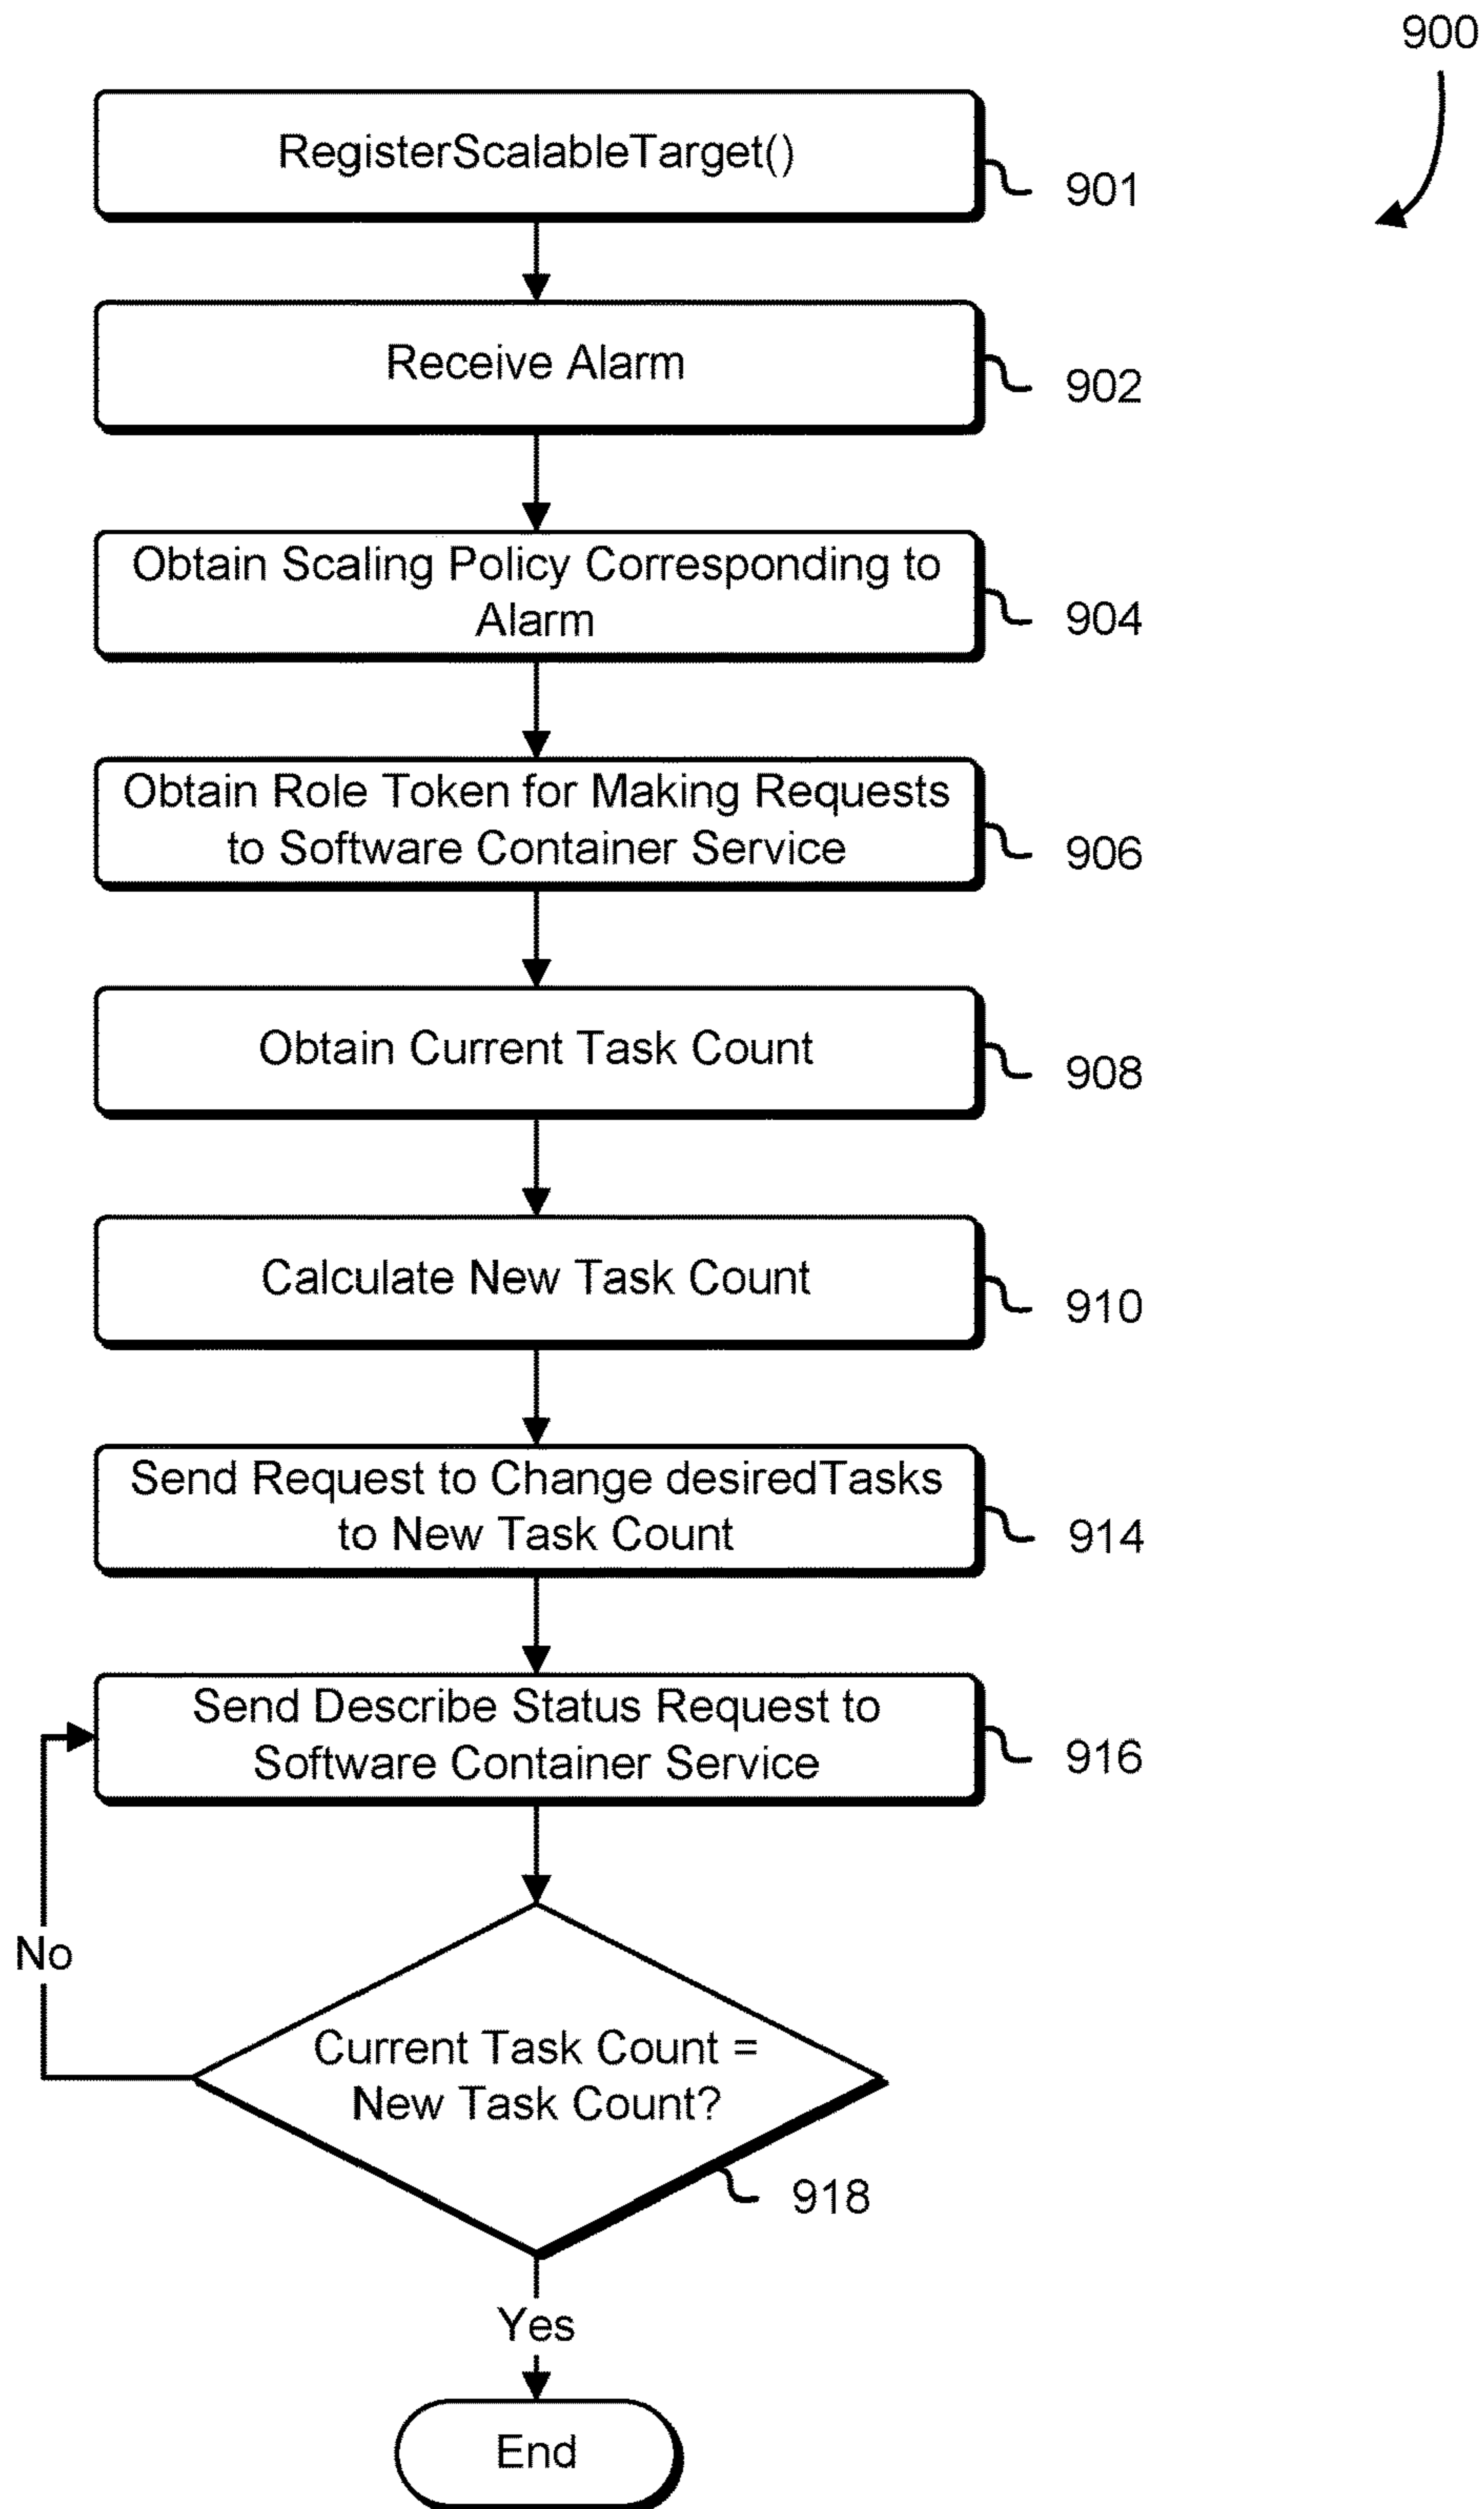 900
RegisterScalableTarget()
901
Receive Alarm
902
Obtain Scaling Policy Corresponding to
Alarm
904
Obtain Role Token for Making Requests
to Software Container Service
906
Obtain Current Task Count
908
Calculate New Task Count
910
Send Request to Change desiredTasks
to New Task Count
914
Send Describe Status Request to
Software Container Service
916
No
Current Task Count =
New Task Count?
918
Yes
End